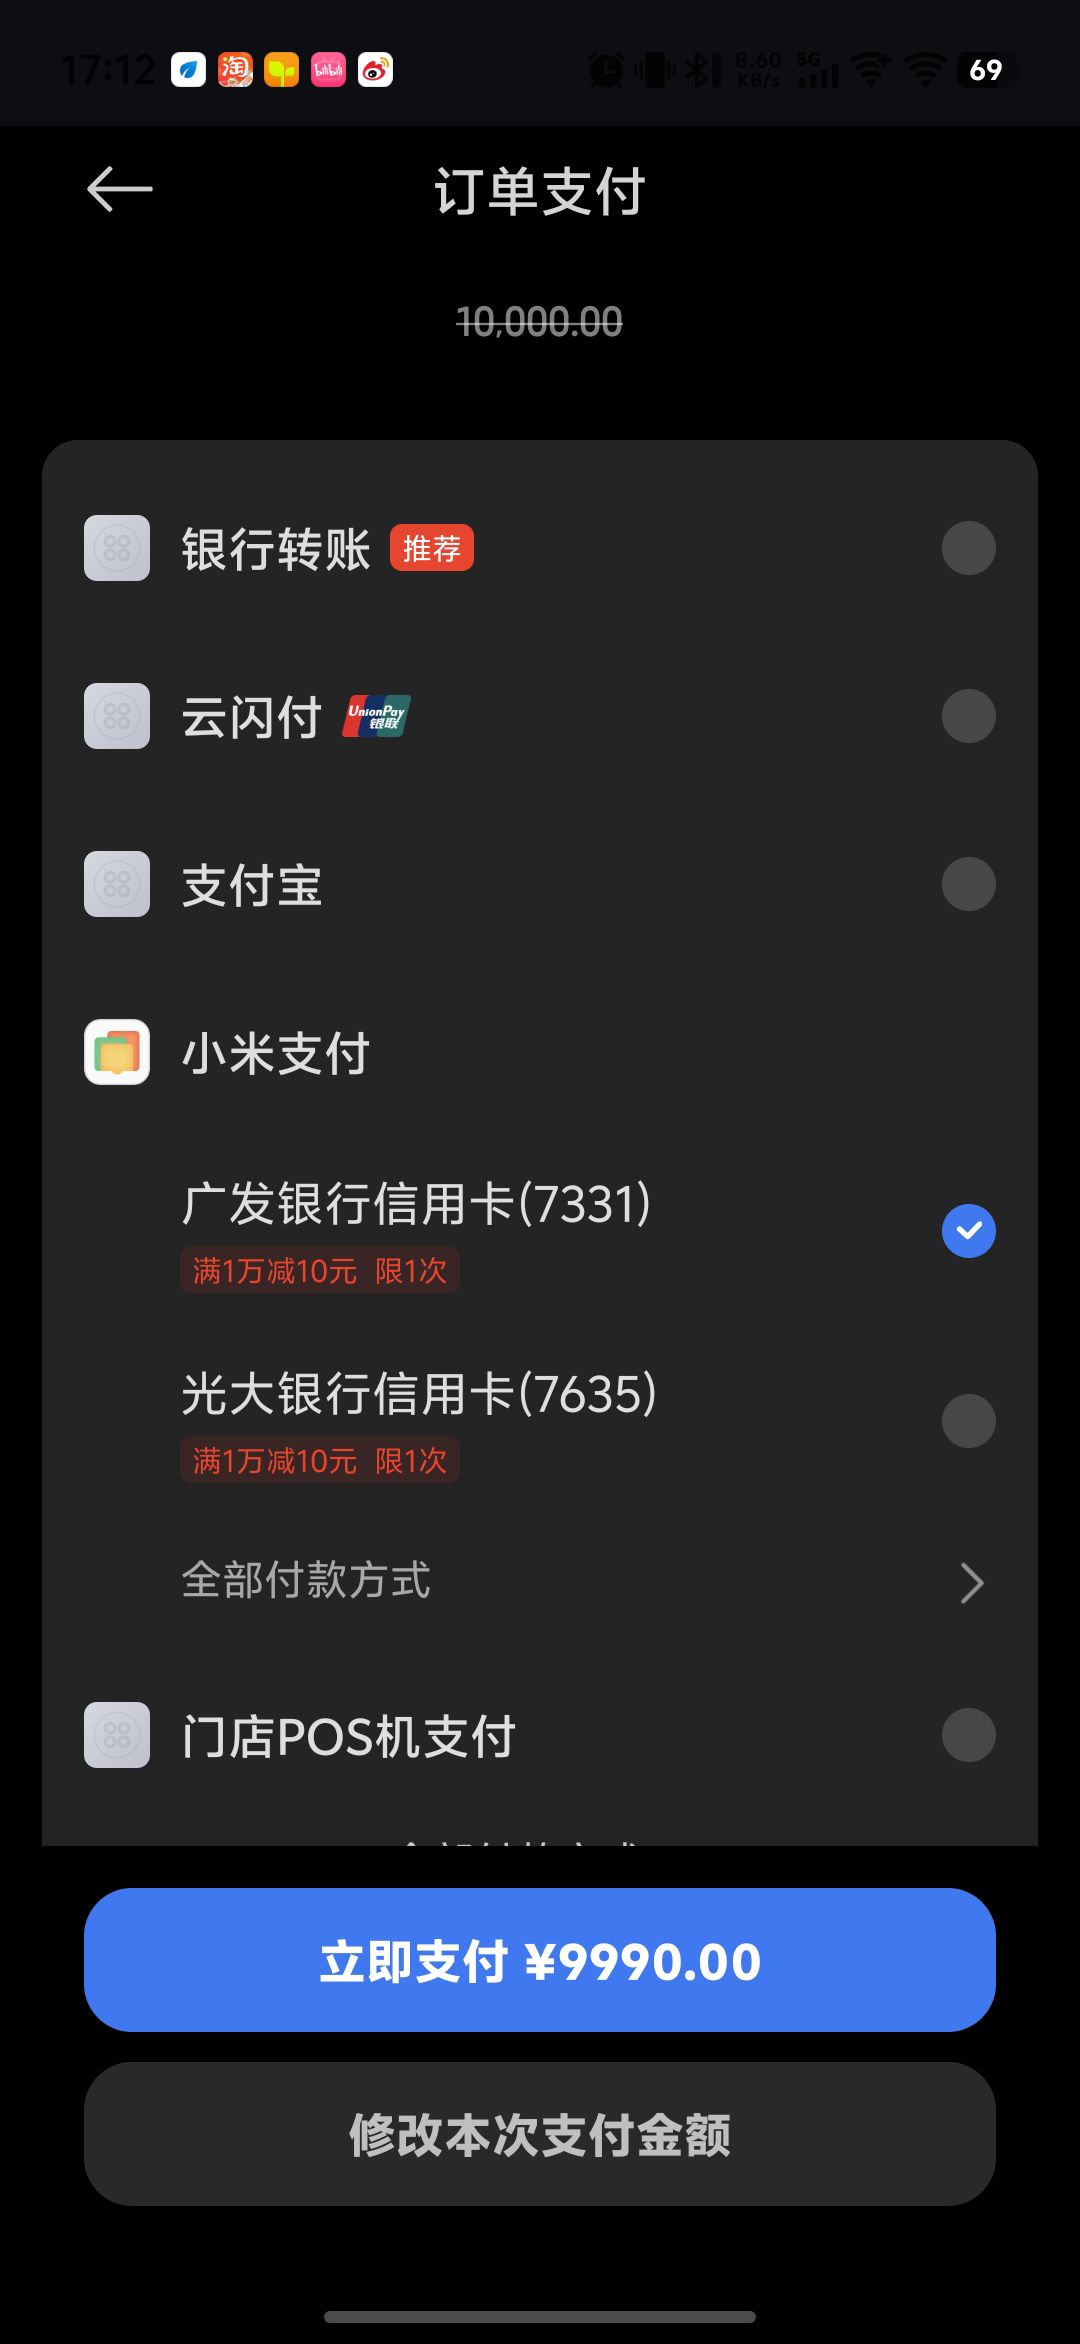 17:12
8.60 KB/s 5G 69
订单支付
10,000.00
银行转账 推荐
云闪付 UnionPay 银联
支付宝
小米支付
广发银行信用卡(7331)
满1万减10元 限1次
光大银行信用卡(7635)
满1万减10元 限1次
全部付款方式
门店POS机支付
立即支付 ¥9990.00
修改本次支付金额